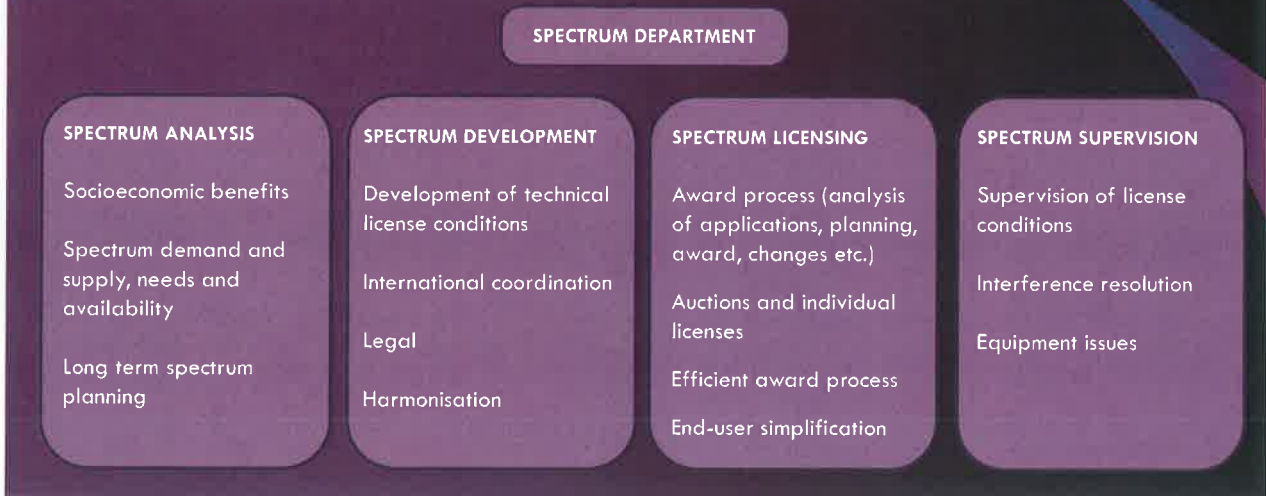 SPECTRUM DEPARTMENT
SPECTRUM ANALYSIS
Socioeconomic benefits
Spectrum demand and
supply, needs and
availability
Long term spectrum
planning
SPECTRUM DEVELOPMENT
Development of technical
license conditions
International coordination
Legal
Harmonisation
SPECTRUM LICENSING
Award process (analysis
of applications, planning,
award, changes etc.)
Auctions and individual
licenses
Efficient award process
End-user simplification
SPECTRUM SUPERVISION
Supervision of license
conditions
Interference resolution
Equipment issues